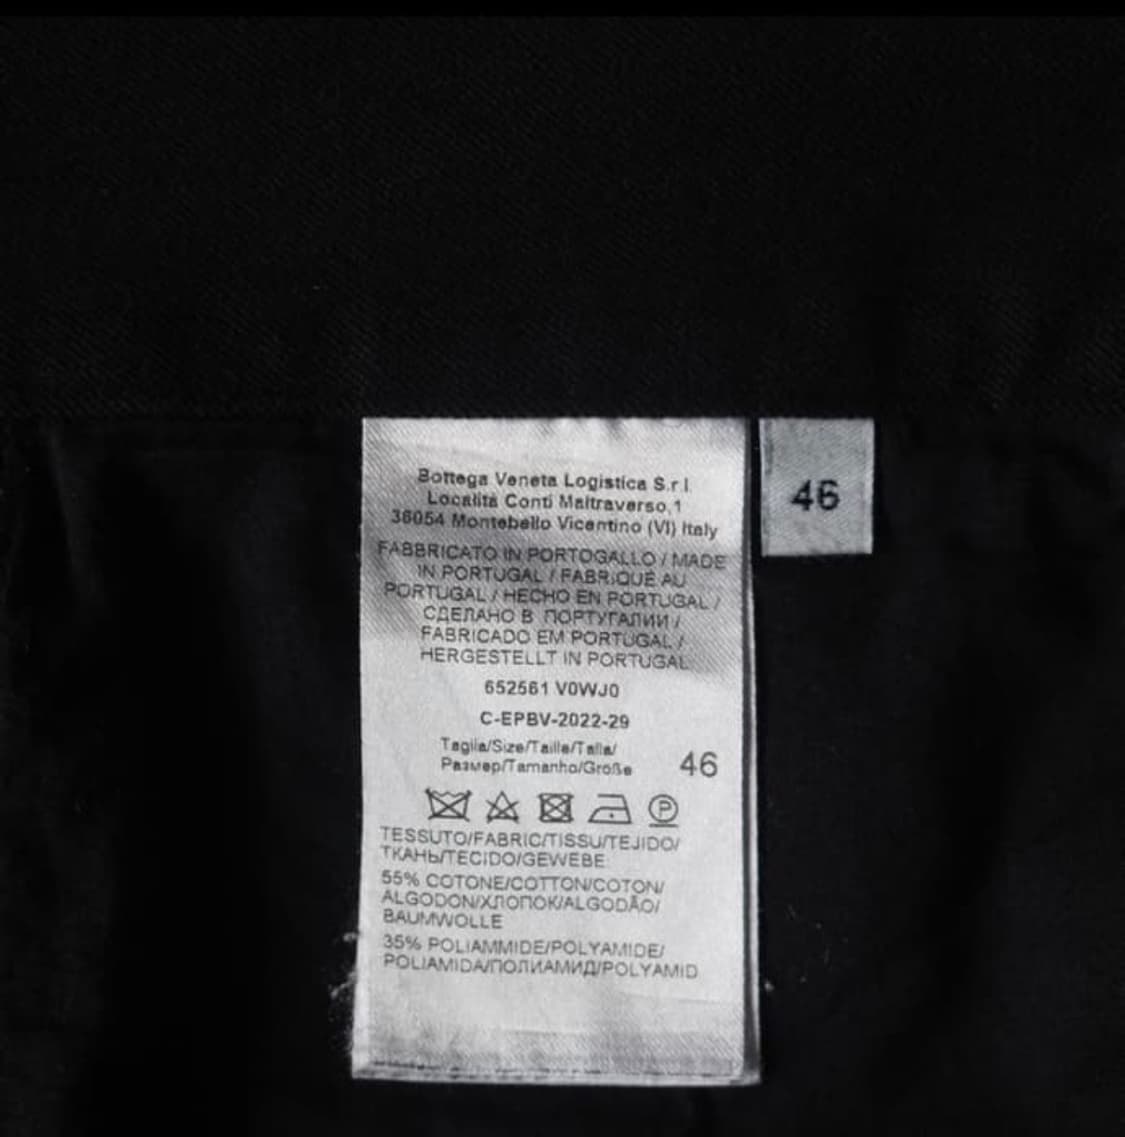 Bottega Veneta Logistica S.r.l.
Località Conti Maltraverso,1
36054 Montebello Vicentino (VI) Italy
FABBRICATO IN PORTOGALLO / MADE
IN PORTUGAL / FABRIQUÉ AU
PORTUGAL / HECHO EN PORTUGAL /
СДЕЛАНО В ПОРТУГАЛИИ /
FABRICADO EM PORTUGAL /
HERGESTELLT IN PORTUGAL
652561 V0WJ0
C-EPBV-2022-29
Tagila/Size/Taille/Talla/
Размер/Tamanho/Große
46
TESSUTO/FABRIC/TISSU/TEJIDO/
ТКАНЬ/TECIDO/GEWEBE
55% COTONE/COTTON/COTON/
ALGODON/ХЛОПОК/ALGODÃO/
BAUMWOLLE
35% POLIAMMIDE/POLYAMIDE/
POLIAMIDA/ПОЛИАМИД/POLYAMID
46